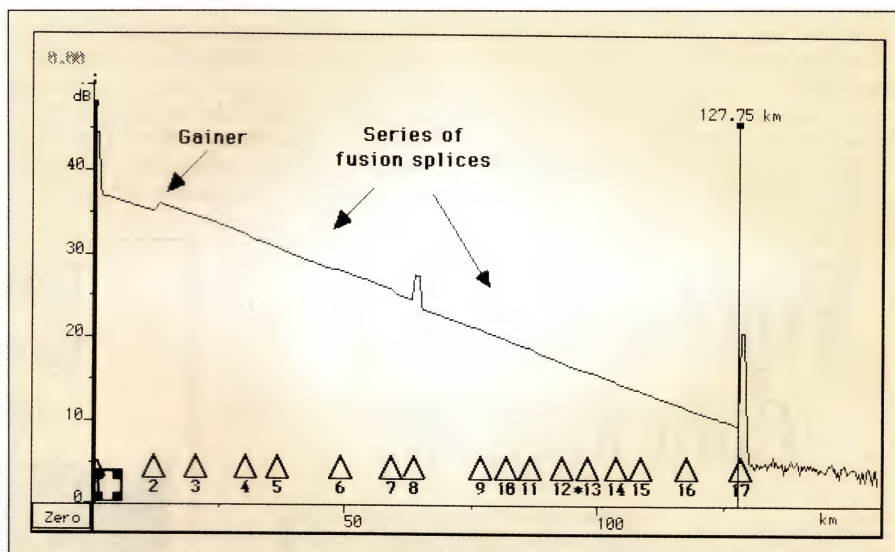 0.00
dB
127.75 km
Gainer
Series of
fusion splices
40
30
20
10
0
2 3 4 5 6 7 8 9 10 11 12 *13 14 15 16 17
Zero
50 100 km